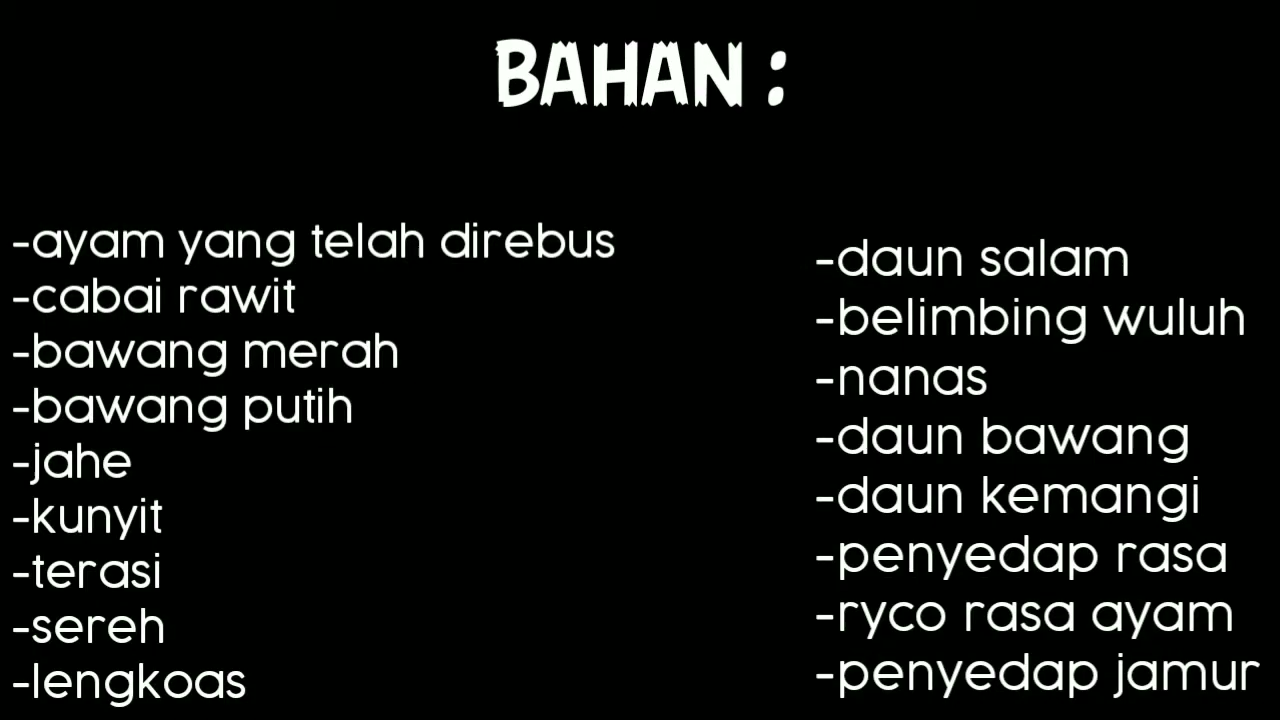 BAHAN :
-ayam yang telah direbus
-cabai rawit
-bawang merah
-bawang putih
-jahe
-kunyit
-terasi
-sereh
-lengkoas
-daun salam
-belimbing wuluh
-nanas
-daun bawang
-daun kemangi
-penyedap rasa
-ryco rasa ayam
-penyedap jamur